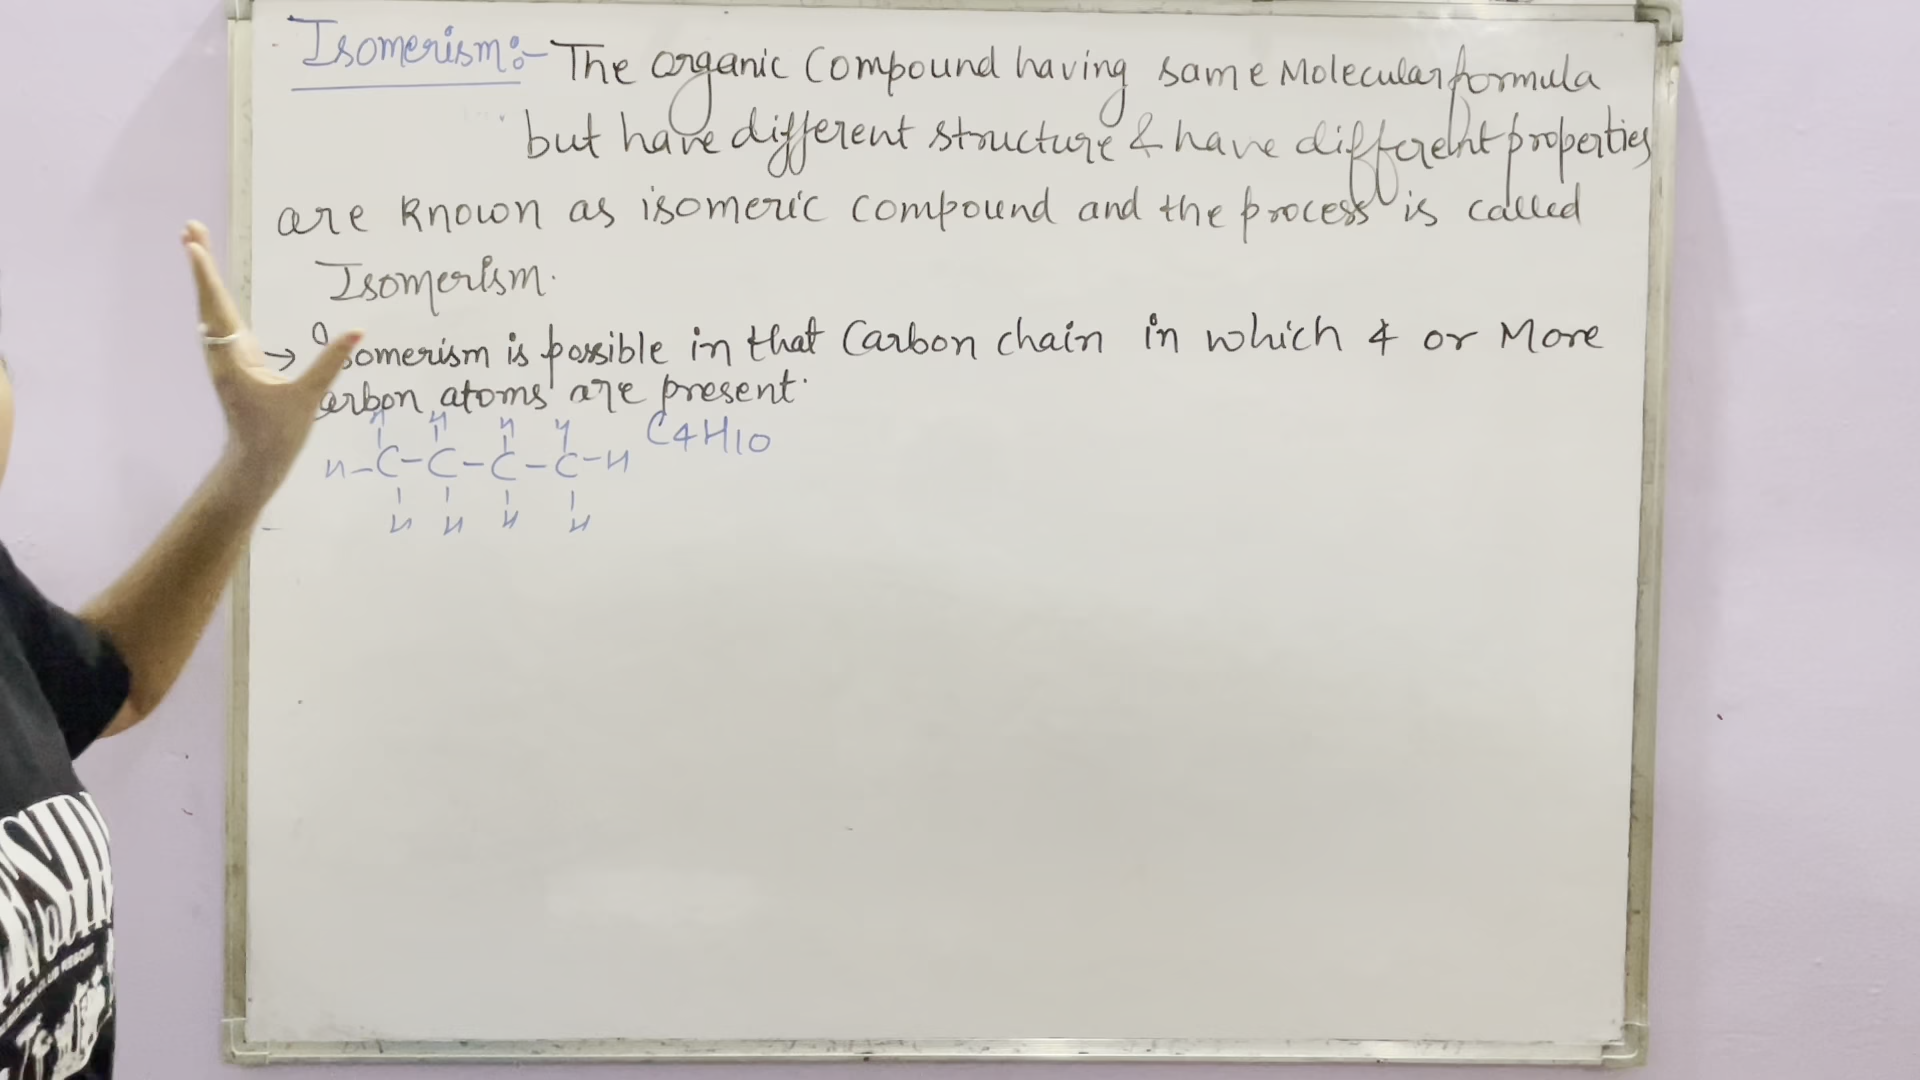 Isomerism:- The organic Compound having same Molecular formula
but have different structure & have different properties
are known as isomeric compound and the process is called
Isomerism.
→ Isomerism is possible in that Carbon chain in which 4 or More
arbon atoms are present.
H H H H C4H10
H-C-C-C-C-H
H H H H